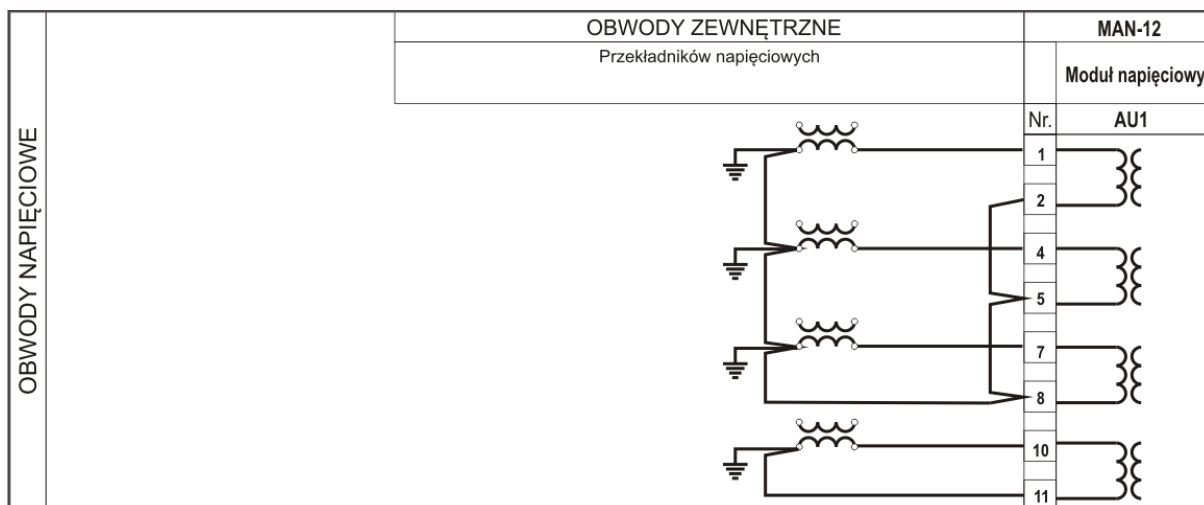 OBWODY NAPIĘCIOWE
OBWODY ZEWNĘTRZNE
MAN-12
Przekładników napięciowych
Moduł napięciowy
Nr.
AU1
1
2
4
5
7
8
10
11